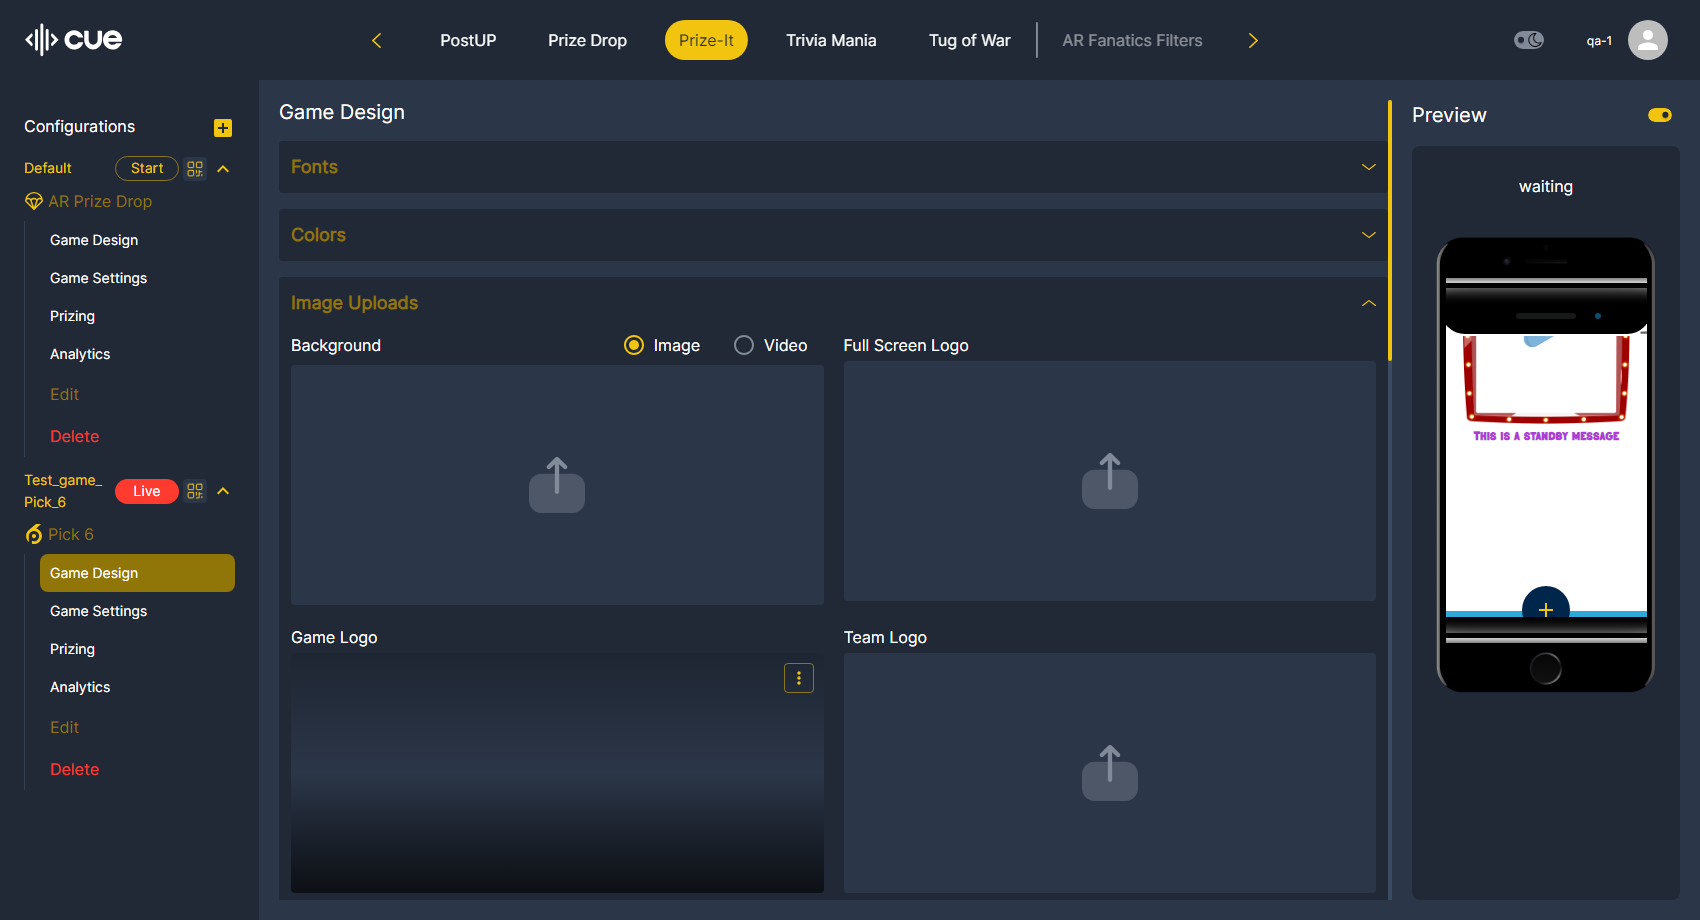 cue
PostUP
Prize Drop
Prize-It
Trivia Mania
Tug of War
AR Fanatics Filters
qa-1
Configurations
Default
Start
AR Prize Drop
Game Design
Game Settings
Prizing
Analytics
Edit
Delete
Test_game_
Pick_6
Live
Pick 6
Game Design
Game Settings
Prizing
Analytics
Edit
Delete
Game Design
Fonts
Colors
Image Uploads
Background
Image
Video
Full Screen Logo
Game Logo
Team Logo
Preview
waiting
THIS IS A STANDBY MESSAGE